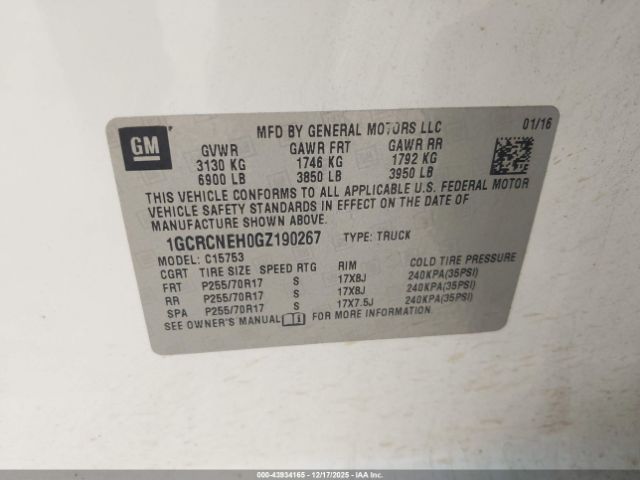 GM
MFD BY GENERAL MOTORS LLC 01/16
GVWR GAWR FRT GAWR RR
3130 KG 1746 KG 1792 KG
6900 LB 3850 LB 3950 LB
THIS VEHICLE CONFORMS TO ALL APPLICABLE U.S. FEDERAL MOTOR
VEHICLE SAFETY STANDARDS IN EFFECT ON THE DATE OF
MANUFACTURE SHOWN ABOVE.
1GCRCNEH0GZ190267 TYPE: TRUCK
MODEL: C15753
CGRT TIRE SIZE SPEED RTG RIM COLD TIRE PRESSURE
FRT P255/70R17 S 17X8J 240KPA(35PSI)
RR P255/70R17 S 17X8J 240KPA(35PSI)
SPA P255/70R17 S 17X7.5J 240KPA(35PSI)
SEE OWNER'S MANUAL FOR MORE INFORMATION.
000-43934165 - 12/17/2025 - IAA Inc.